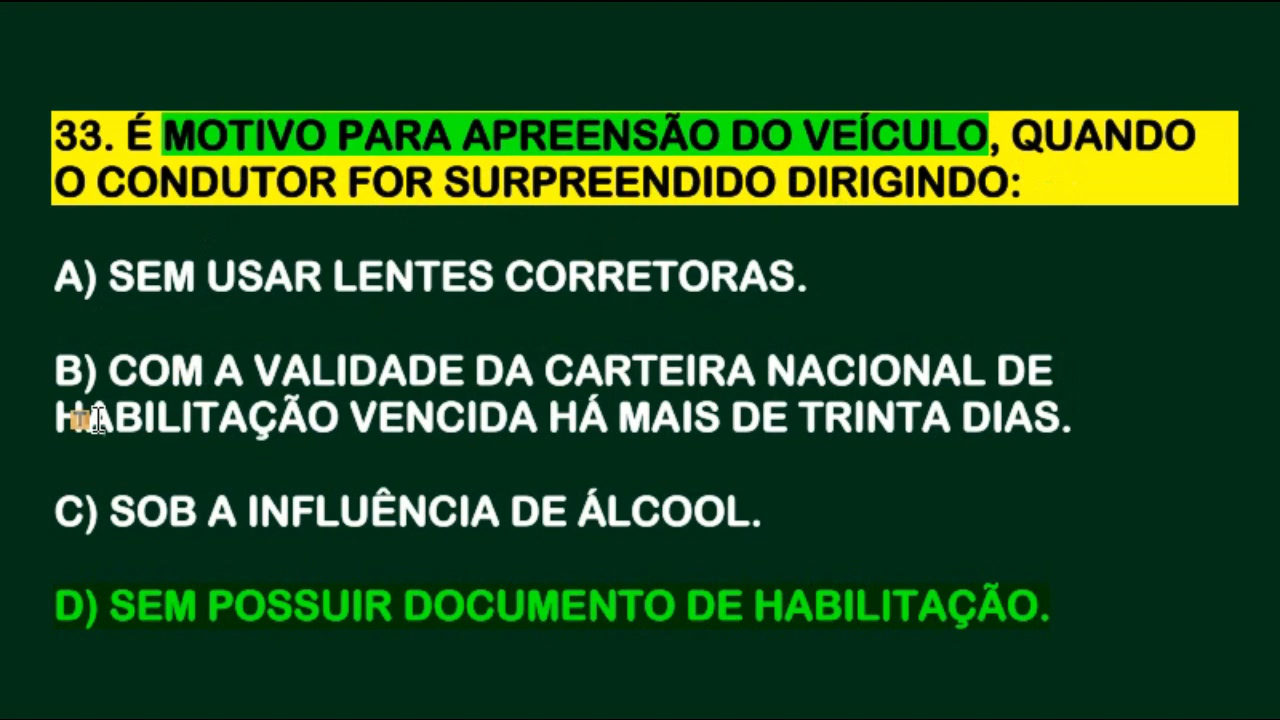 33. É MOTIVO PARA APREENSÃO DO VEÍCULO, QUANDO
O CONDUTOR FOR SURPREENDIDO DIRIGINDO:
A) SEM USAR LENTES CORRETORAS.
B) COM A VALIDADE DA CARTEIRA NACIONAL DE
HABILITAÇÃO VENCIDA HÁ MAIS DE TRINTA DIAS.
C) SOB A INFLUÊNCIA DE ÁLCOOL.
D) SEM POSSUIR DOCUMENTO DE HABILITAÇÃO.